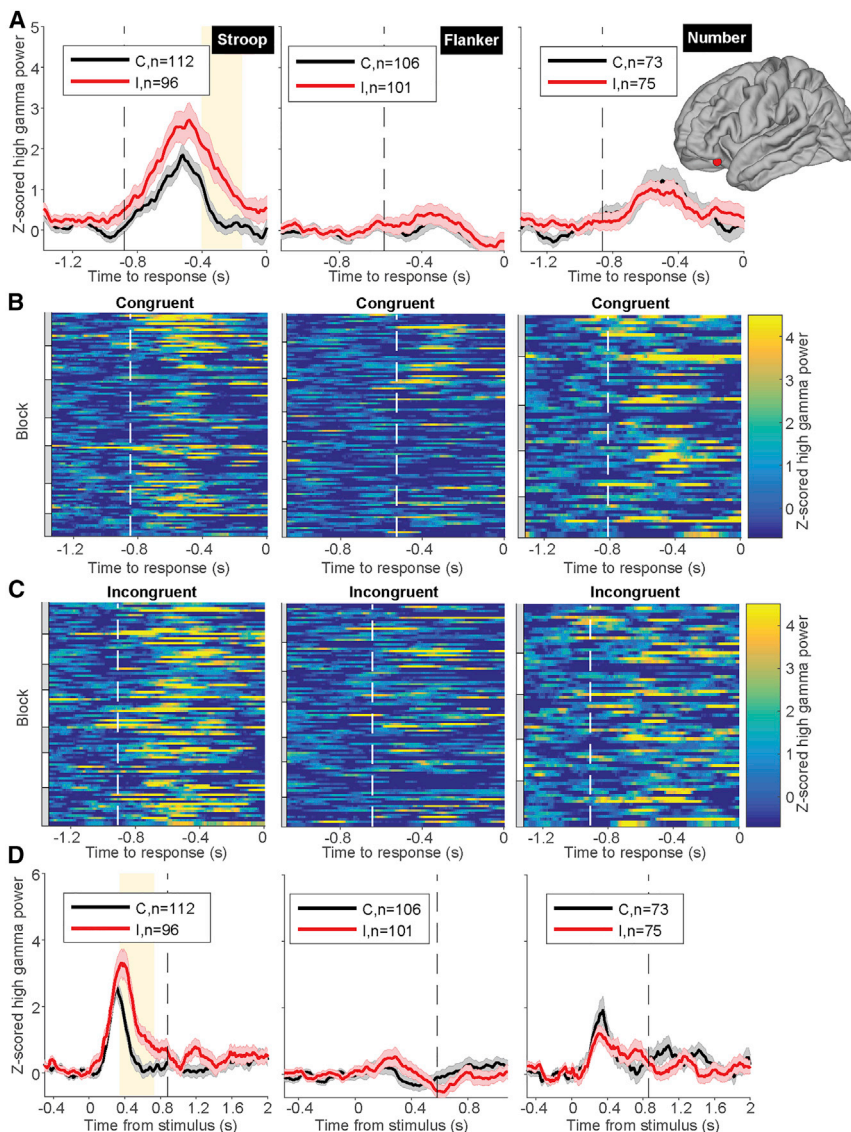 A
Stroop
Flanker
Number
C,n=112
I,n=96
C,n=106
I,n=101
C,n=73
I,n=75
Z-scored high gamma power
5
4
3
2
1
0
-1.2 -0.8 -0.4 0
-1.2 -0.8 -0.4 0
-1.2 -0.8 -0.4 0
Time to response (s)
Time to response (s)
Time to response (s)
B
Congruent
Congruent
Congruent
Block
-1.2 -0.8 -0.4 0
-1.2 -0.8 -0.4 0
-1.2 -0.8 -0.4 0
Time to response (s)
Time to response (s)
Time to response (s)
4
3
2
1
0
Z-scored high gamma power
C
Incongruent
Incongruent
Incongruent
Block
-1.2 -0.8 -0.4 0
-1.2 -0.8 -0.4 0
-1.2 -0.8 -0.4 0
Time to response (s)
Time to response (s)
Time to response (s)
4
3
2
1
0
Z-scored high gamma power
D
C,n=112
I,n=96
C,n=106
I,n=101
C,n=73
I,n=75
Z-scored high gamma power
6
4
2
0
-0.4 0 0.4 0.8 1.2 1.6 2
-0.4 0 0.4 0.8
-0.4 0 0.4 0.8 1.2 1.6 2
Time from stimulus (s)
Time from stimulus (s)
Time from stimulus (s)